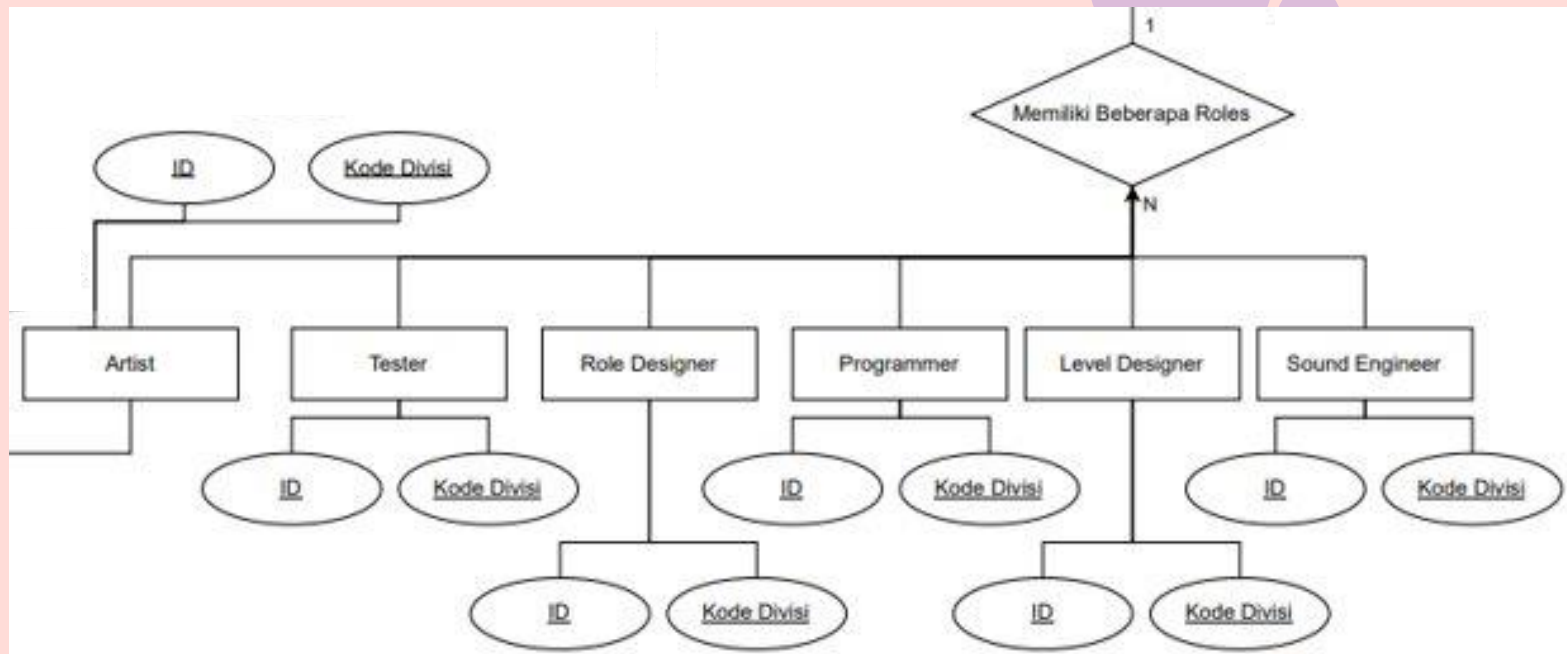 1
Memiliki Beberapa Roles
N
ID
Kode Divisi
Artist
Tester
Role Designer
Programmer
Level Designer
Sound Engineer
ID
Kode Divisi
ID
Kode Divisi
ID
Kode Divisi
ID
Kode Divisi
ID
Kode Divisi